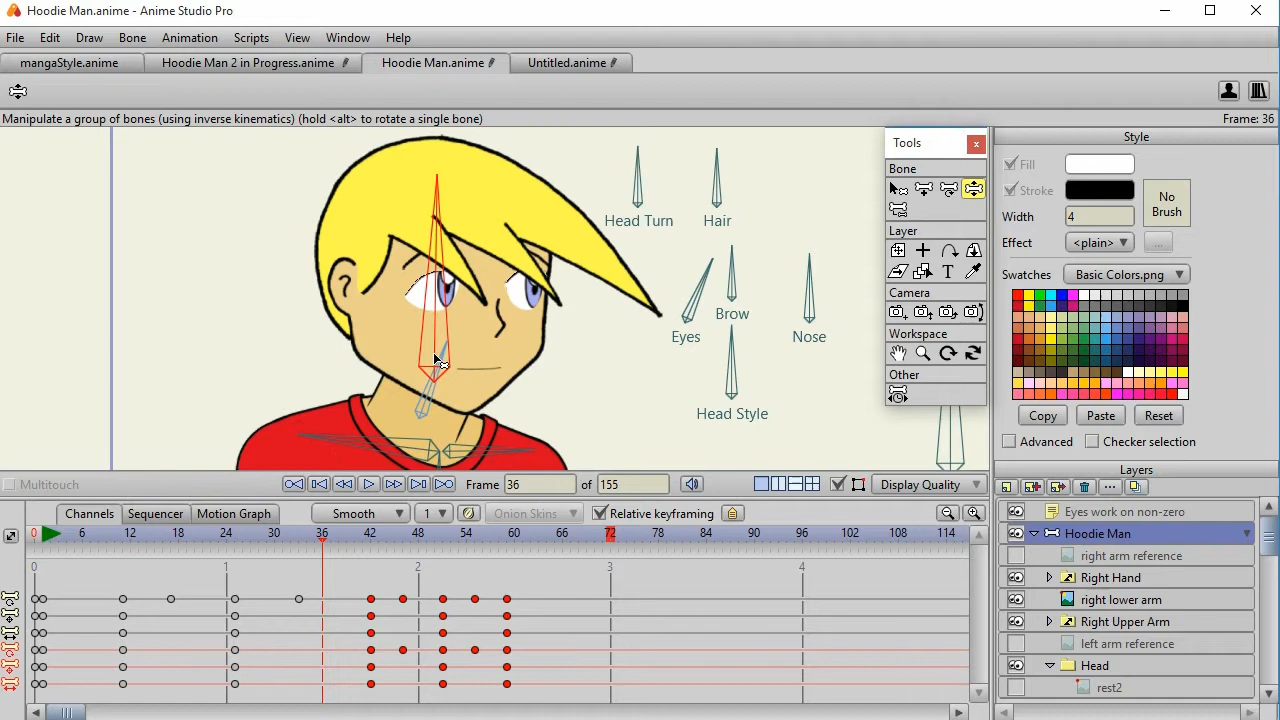 Hoodie Man.anime - Anime Studio Pro
File Edit Draw Bone Animation Scripts View Window Help
mangaStyle.anime Hoodie Man 2 in Progress.anime Hoodie Man.anime Untitled.anime
Manipulate a group of bones (using inverse kinematics) (hold <alt> to rotate a single bone) Frame: 36
Tools x
Bone
Layer
T
Camera
Workspace
Other
Head Turn Hair
Brow
Eyes Nose
Head Style
Style
Fill
Stroke
No
Brush
Width 4
Effect <plain> ...
Swatches Basic Colors.png
Copy Paste Reset
Advanced Checker selection
Multitouch Frame 36 of 155 Display Quality
Channels Sequencer Motion Graph Smooth 1 Onion Skins Relative keyframing
0 6 12 18 24 30 36 42 48 54 60 66 72 78 84 90 96 102 108 114
0 1 2 3 4
Layers
Eyes work on non-zero
Hoodie Man
right arm reference
Right Hand
right lower arm
Right Upper Arm
left arm reference
Head
rest2